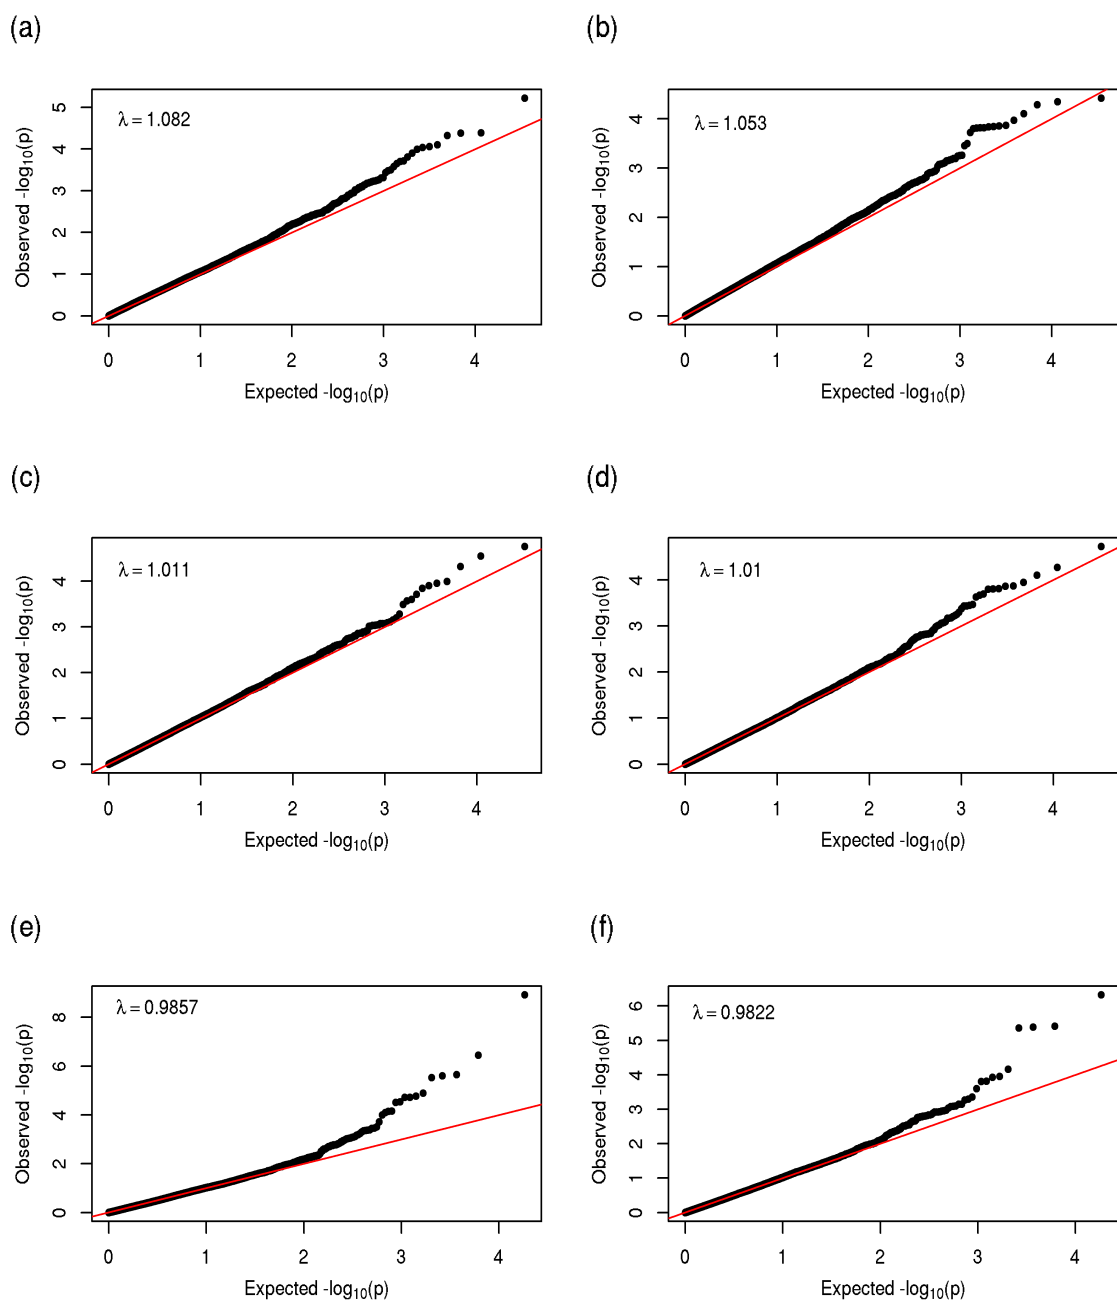 (a)
(b)
λ = 1.082
Observed -log10(p)
0 1 2 3 4 5
0 1 2 3 4
Expected -log10(p)
λ = 1.053
Observed -log10(p)
0 1 2 3 4
0 1 2 3 4
Expected -log10(p)
(c)
(d)
λ = 1.011
Observed -log10(p)
0 1 2 3 4
0 1 2 3 4
Expected -log10(p)
λ = 1.01
Observed -log10(p)
0 1 2 3 4
0 1 2 3 4
Expected -log10(p)
(e)
(f)
λ = 0.9857
Observed -log10(p)
0 2 4 6 8
0 1 2 3 4
Expected -log10(p)
λ = 0.9822
Observed -log10(p)
0 1 2 3 4 5 6
0 1 2 3 4
Expected -log10(p)